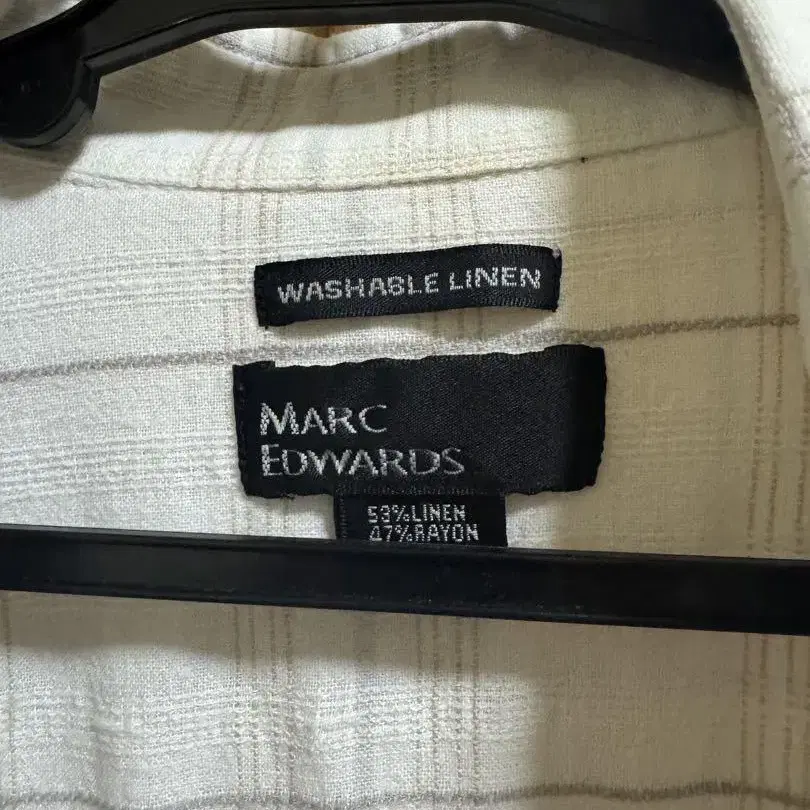 WASHABLE LINEN
MARC
EDWARDS
53%LINEN
47%RAYON